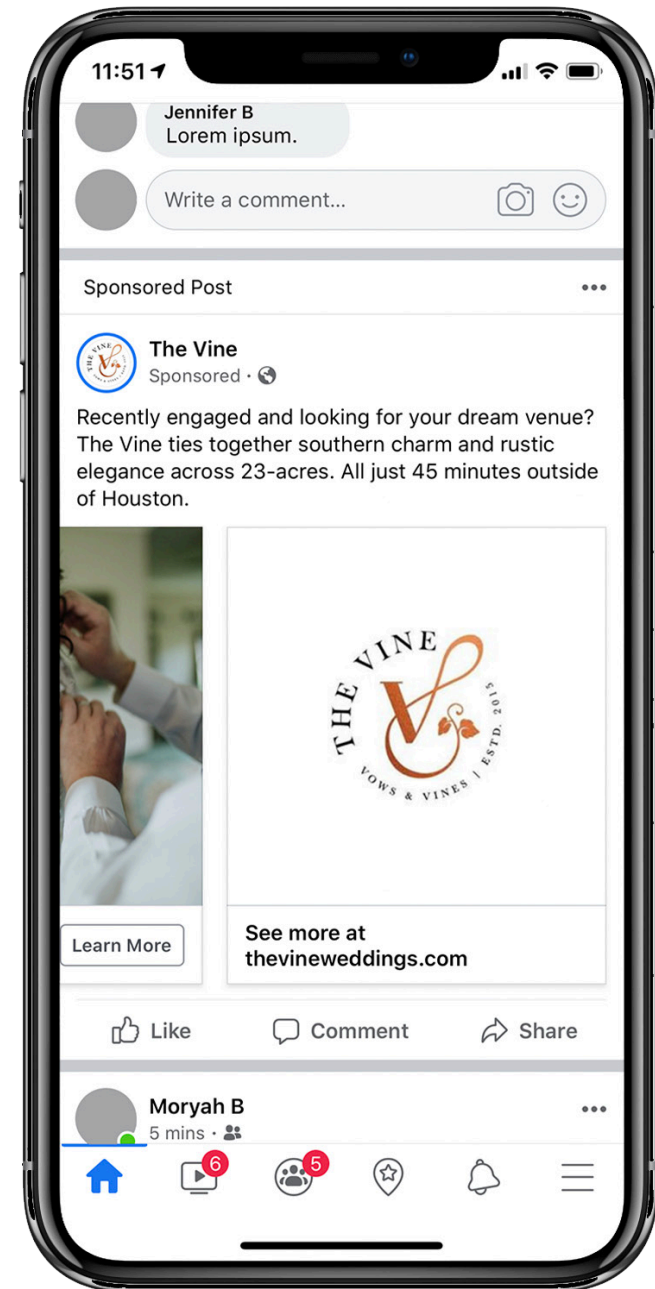 11:51
Jennifer B
Lorem ipsum.
Write a comment...
Sponsored Post
THE VINE
The Vine
Sponsored ·
Recently engaged and looking for your dream venue?
The Vine ties together southern charm and rustic
elegance across 23-acres. All just 45 minutes outside
of Houston.
THE VINE
V
VOWS & VINES | ESTD. 2015
Learn More
See more at
thevineweddings.com
Like
Comment
Share
Moryah B
5 mins ·
6
5